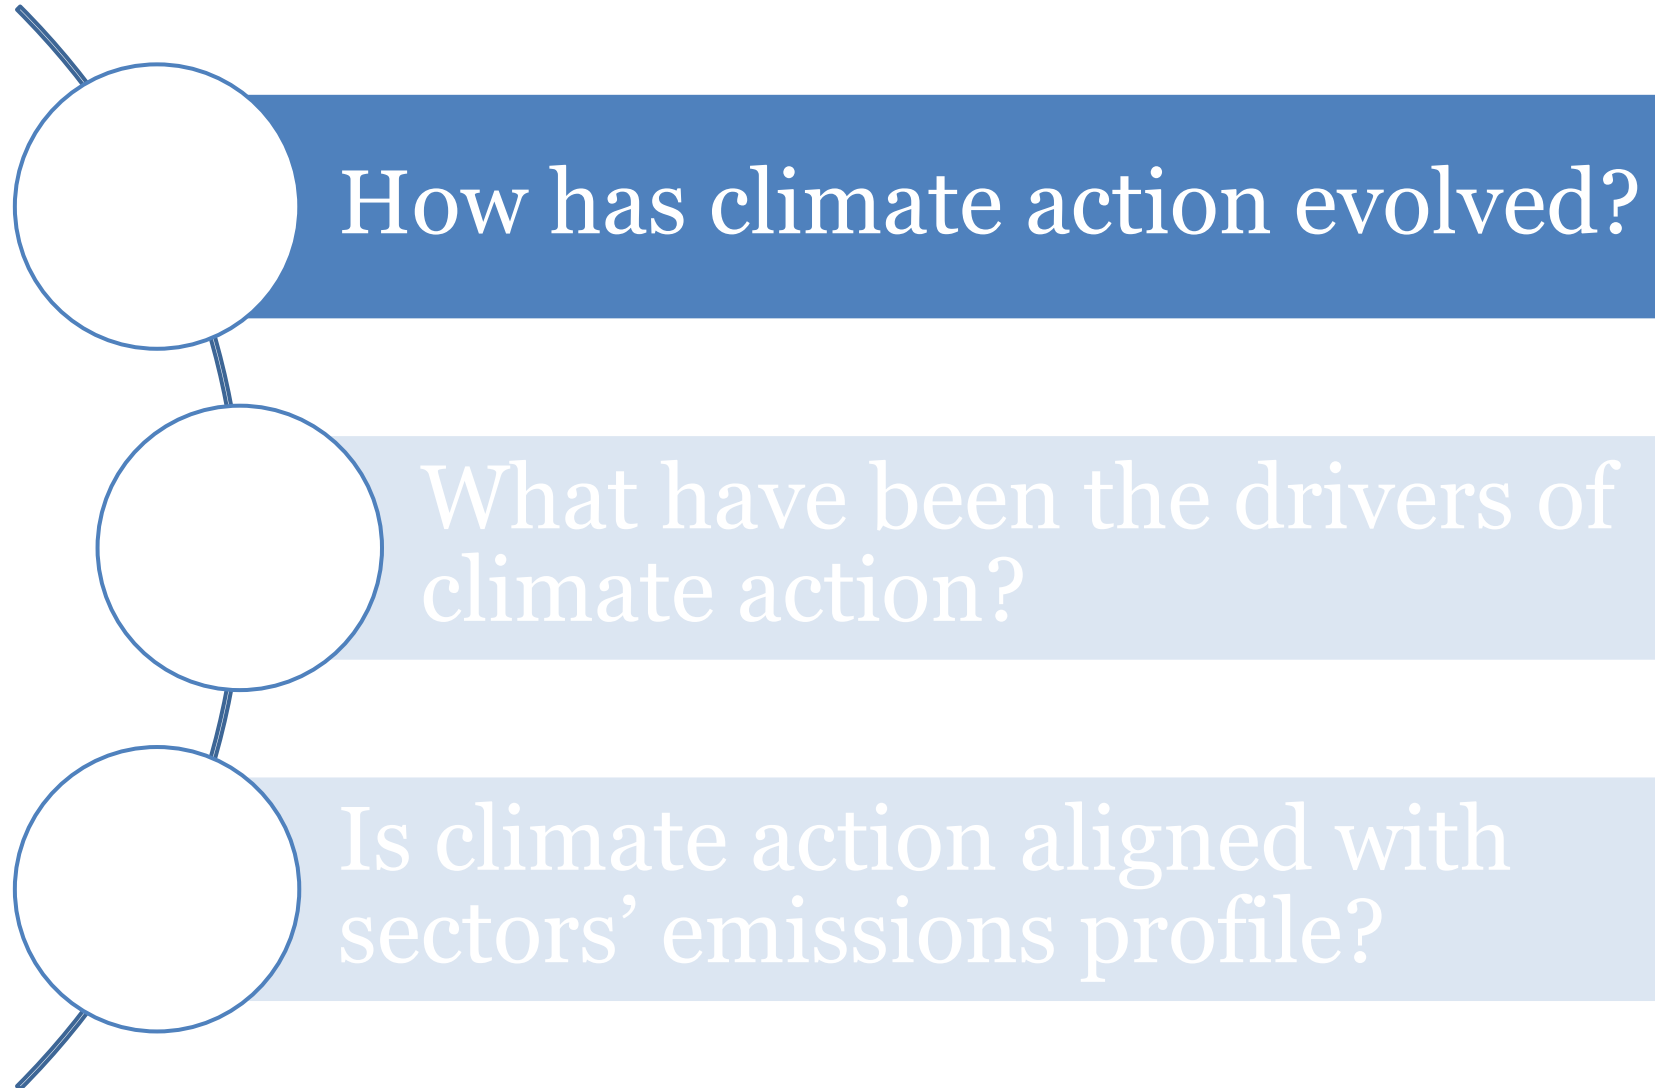 How has climate action evolved?
What have been the drivers of
climate action?
Is climate action aligned with
sectors’ emissions profile?